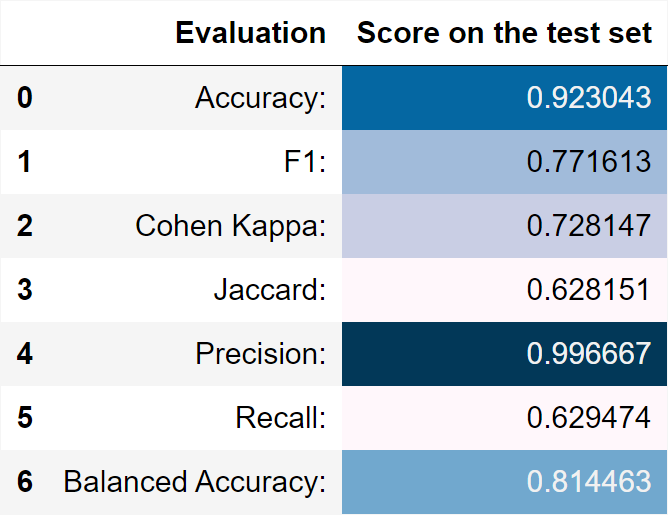 Evaluation Score on the test set
0 Accuracy: 0.923043
1 F1: 0.771613
2 Cohen Kappa: 0.728147
3 Jaccard: 0.628151
4 Precision: 0.996667
5 Recall: 0.629474
6 Balanced Accuracy: 0.814463